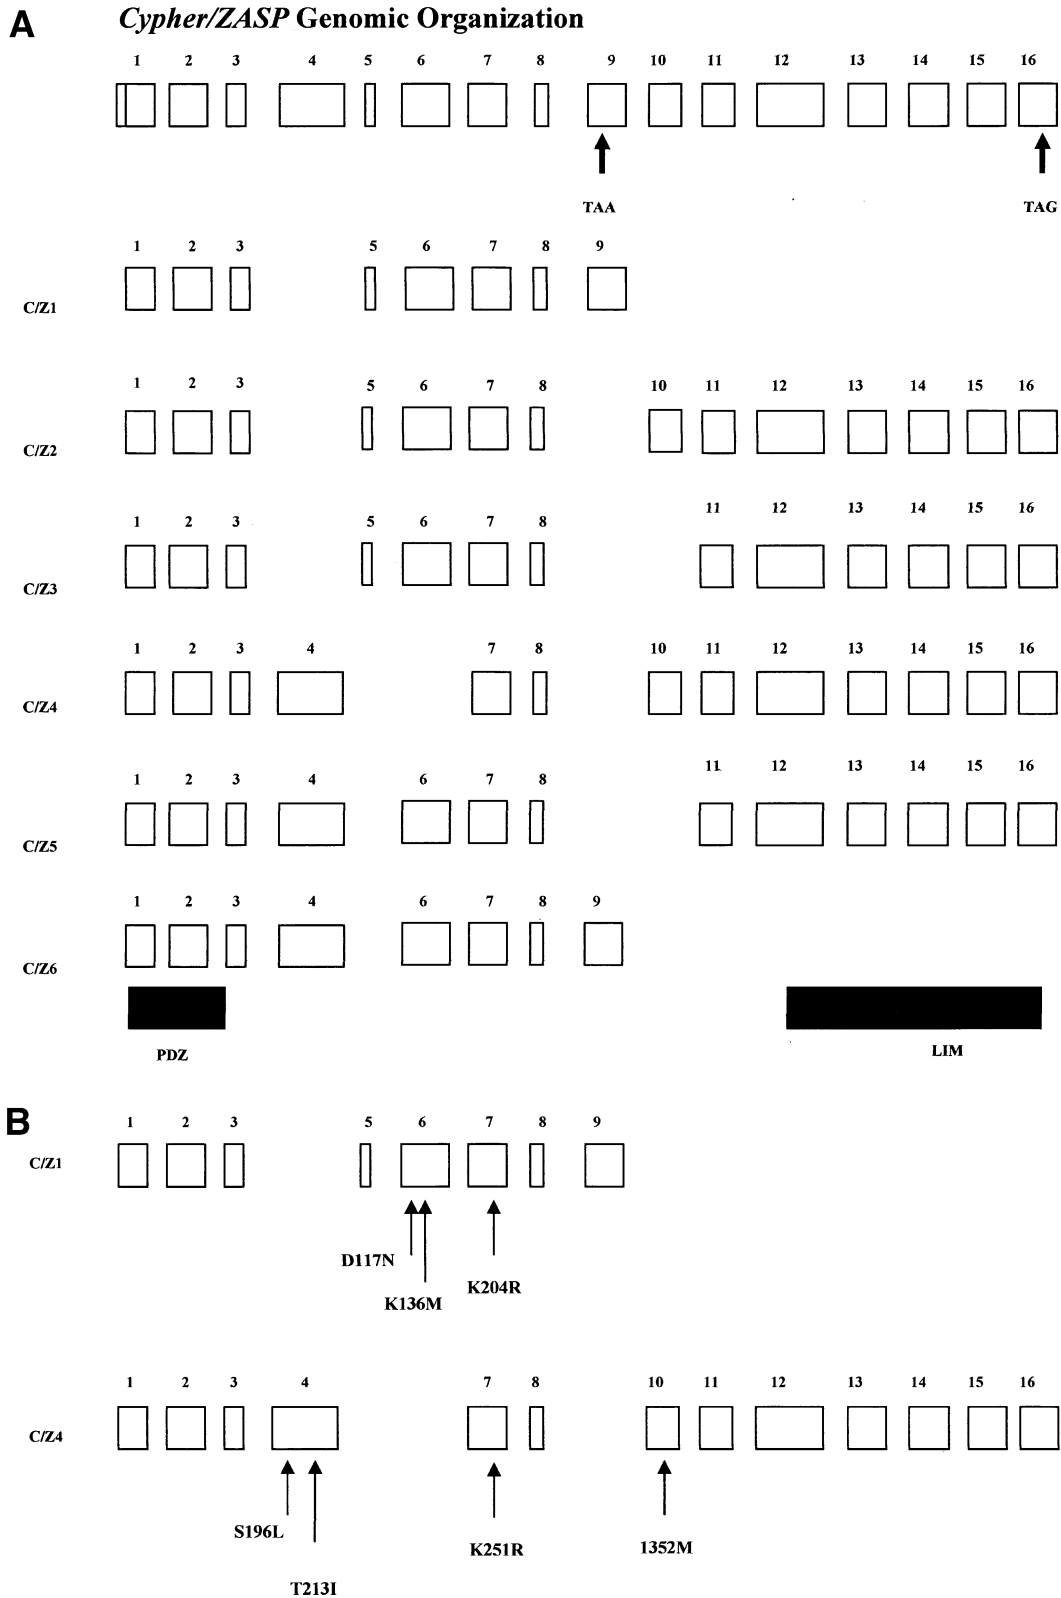 A
Cypher/ZASP Genomic Organization
1 2 3 4 5 6 7 8 9 10 11 12 13 14 15 16
TAA TAG
1 2 3 5 6 7 8 9
C/Z1
1 2 3 5 6 7 8 10 11 12 13 14 15 16
C/Z2
1 2 3 5 6 7 8 11 12 13 14 15 16
C/Z3
1 2 3 4 7 8 10 11 12 13 14 15 16
C/Z4
1 2 3 4 6 7 8 11 12 13 14 15 16
C/Z5
1 2 3 4 6 7 8 9
C/Z6
PDZ LIM
B
1 2 3 5 6 7 8 9
C/Z1
D117N
K136M
K204R
1 2 3 4 7 8 10 11 12 13 14 15 16
C/Z4
S196L
T213I
K251R
1352M